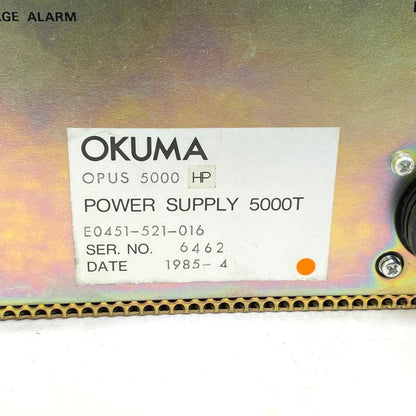 AGE ALARM
OKUMA
OPUS 5000 HP
POWER SUPPLY 5000T
E0451-521-016
SER. NO. 6462
DATE 1985-4